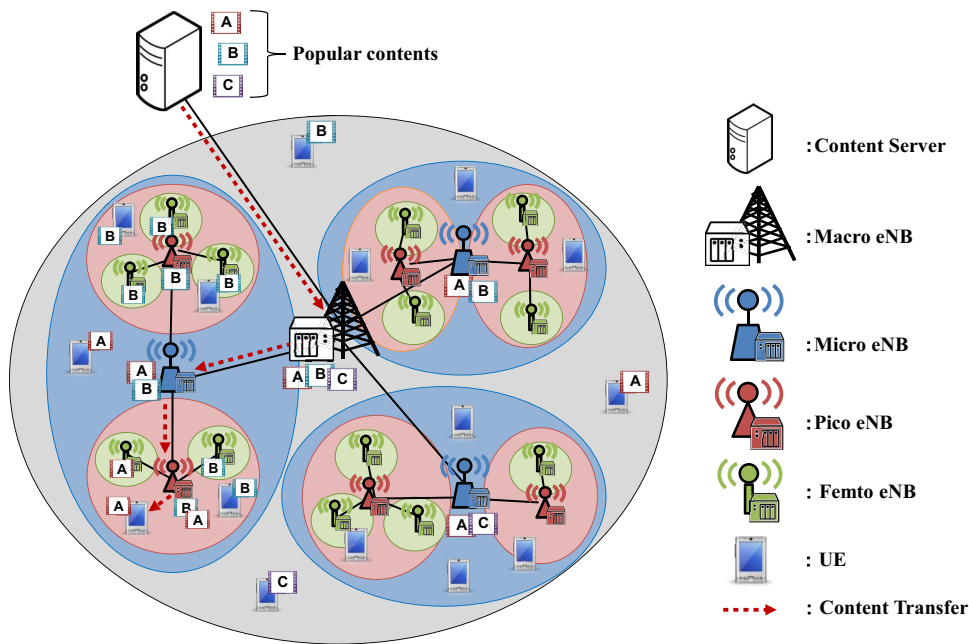 A
B
Popular contents
C
B
B
B
B
B
B
A
B
A
A
B
A
B
C
A
A
B
B
A
B
A
A
C
C
: Content Server
: Macro eNB
: Micro eNB
: Pico eNB
: Femto eNB
: UE
: Content Transfer